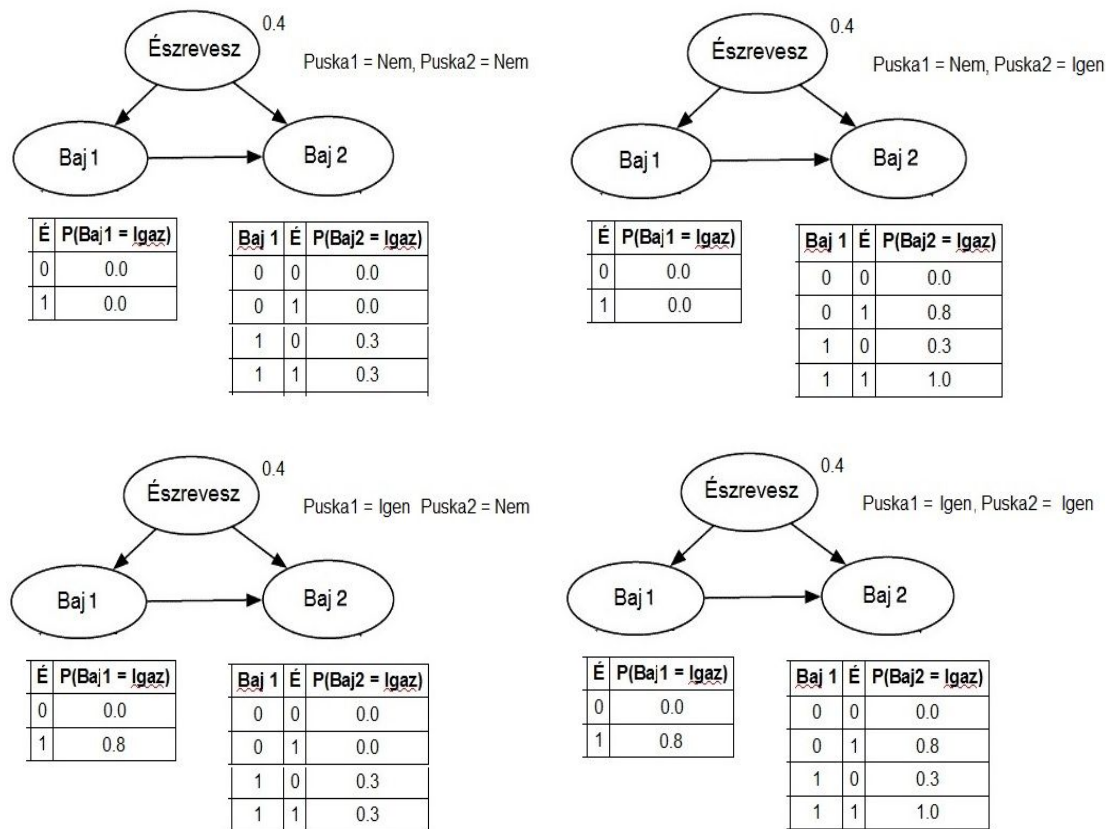 0.4
Észrevesz
Puska1 = Nem, Puska2 = Nem
Baj 1
Baj 2
É P(Baj1 = Igaz)
0 0.0
1 0.0
Baj 1 É P(Baj2 = Igaz)
0 0 0.0
0 1 0.0
1 0 0.3
1 1 0.3
0.4
Észrevesz
Puska1 = Nem, Puska2 = Igen
Baj 1
Baj 2
É P(Baj1 = Igaz)
0 0.0
1 0.0
Baj 1 É P(Baj2 = Igaz)
0 0 0.0
0 1 0.8
1 0 0.3
1 1 1.0
0.4
Észrevesz
Puska1 = Igen Puska2 = Nem
Baj 1
Baj 2
É P(Baj1 = Igaz)
0 0.0
1 0.8
Baj 1 É P(Baj2 = Igaz)
0 0 0.0
0 1 0.0
1 0 0.3
1 1 0.3
0.4
Észrevesz
Puska1 = Igen, Puska2 = Igen
Baj 1
Baj 2
É P(Baj1 = Igaz)
0 0.0
1 0.8
Baj 1 É P(Baj2 = Igaz)
0 0 0.0
0 1 0.8
1 0 0.3
1 1 1.0